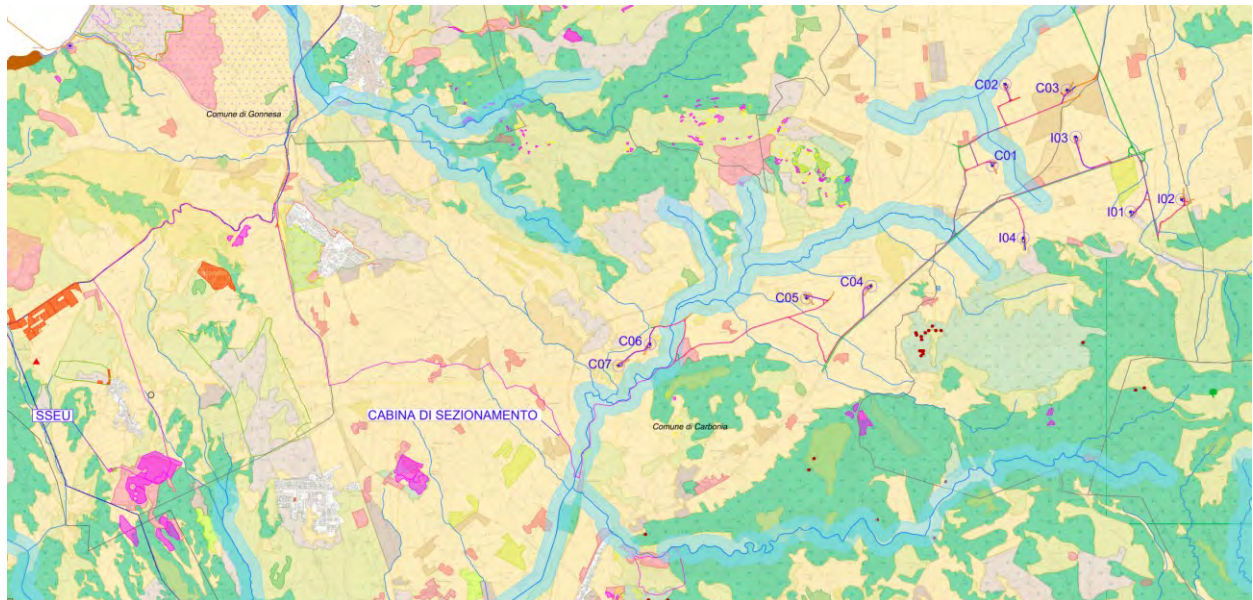 C02
C03
Comune di Gonnesa
I03
C01
I02
I01
I04
C04
C05
C06
C07
SSEU
CABINA DI SEZIONAMENTO
Comune di Carbonia